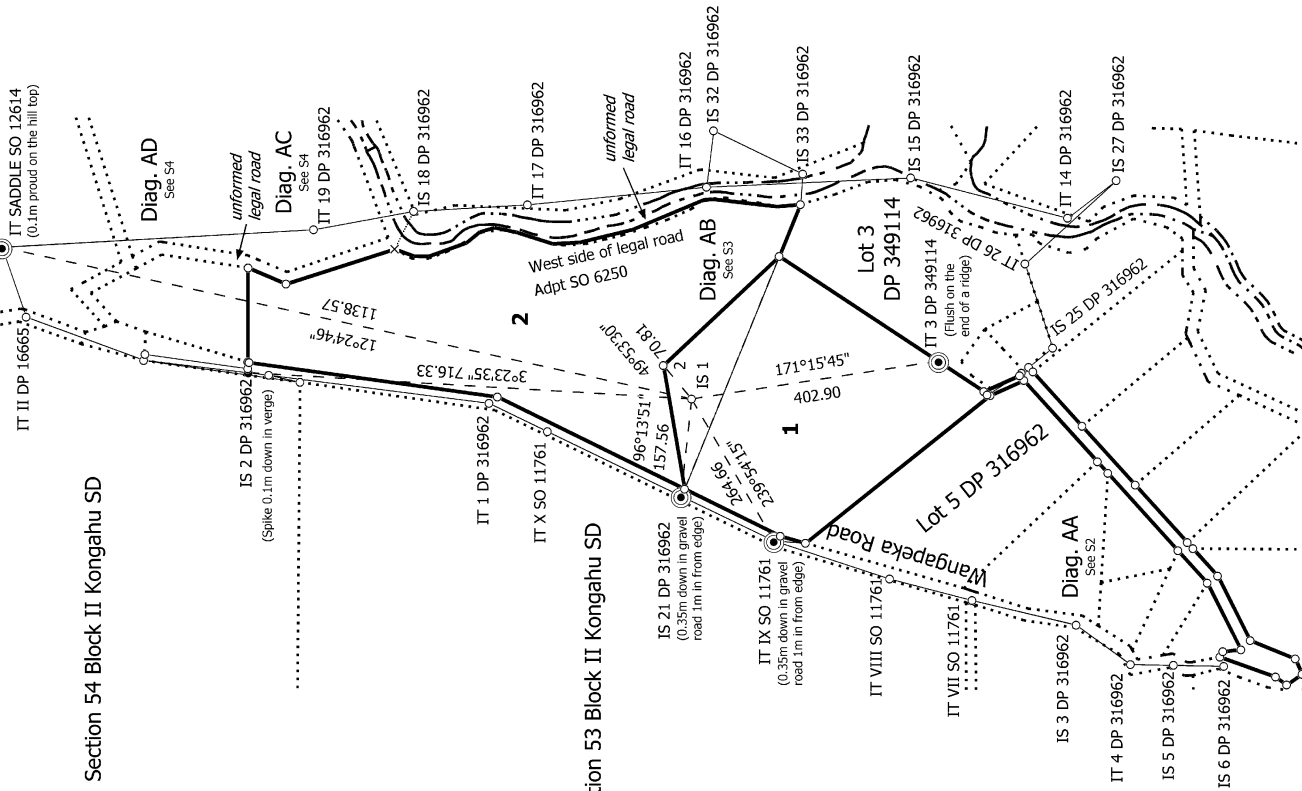 IT SADDLE SO 12614
(0.1m proud on the hill top)
IT II DP 16665
Diag. AD
See S4
unformed
legal road
Diag. AC
See S4
IT 19 DP 316962
IS 18 DP 316962
IT 17 DP 316962
unformed
legal road
IT 16 DP 316962
IS 32 DP 316962
IS 33 DP 316962
IS 15 DP 316962
IT 14 DP 316962
IS 27 DP 316962
IT 26 DP 316962
IS 25 DP 316962
West side of legal road
Adpt SO 6250
Diag. AB
See S3
Lot 3
DP 349114
IT 3 DP 349114
(Flush on the
end of a ridge)
1138.57
12°24'46"
2
3°23'35" 716.33
49°53'30"
70.81
2
IS 1
96°13'51"
157.56
171°15'45"
402.90
1
264.66
239°54'15"
IS 2 DP 316962
(Spike 0.1m down in verge)
IT 1 DP 316962
IT X SO 11761
Section 54 Block II Kongahu SD
tion 53 Block II Kongahu SD
IS 21 DP 316962
(0.35m down in gravel
road 1m in from edge)
IT IX SO 11761
(0.35m down in gravel
road 1m in from edge)
Wangapeka Road
Lot 5 DP 316962
Diag. AA
See S2
IT VIII SO 11761
IT VII SO 11761
IS 3 DP 316962
IT 4 DP 316962
IS 5 DP 316962
IS 6 DP 316962